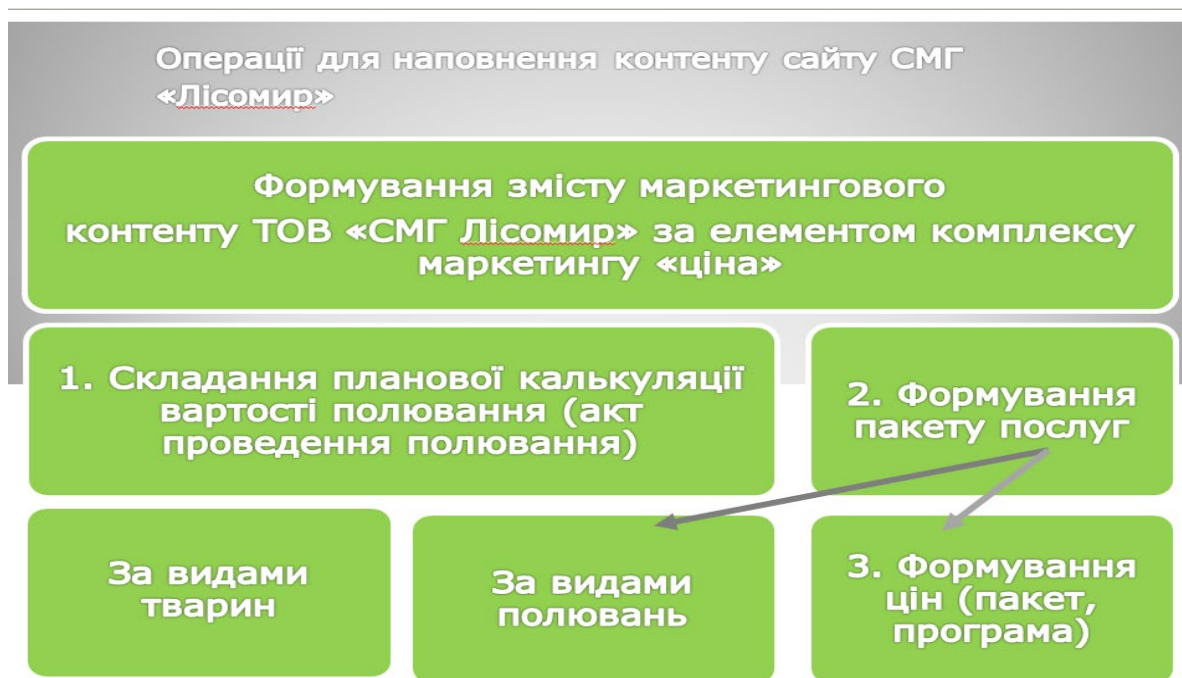 Операції для наповнення контенту сайту СМГ
«Лісомир»
Формування змісту маркетингового
контенту ТОВ «СМГ Лісомир» за елементом комплексу
маркетингу «ціна»
1. Складання планової калькуляції
вартості полювання (акт
проведення полювання)
2. Формування
пакету послуг
За видами
тварин
За видами
полювань
3. Формування
цін (пакет,
програма)